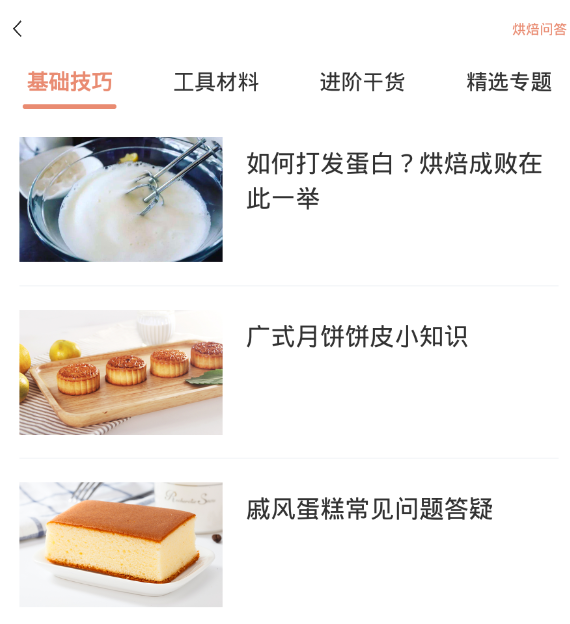 烘焙问答
基础技巧 工具材料 进阶干货 精选专题
如何打发蛋白？烘焙成败在
此一举
广式月饼饼皮小知识
戚风蛋糕常见问题答疑